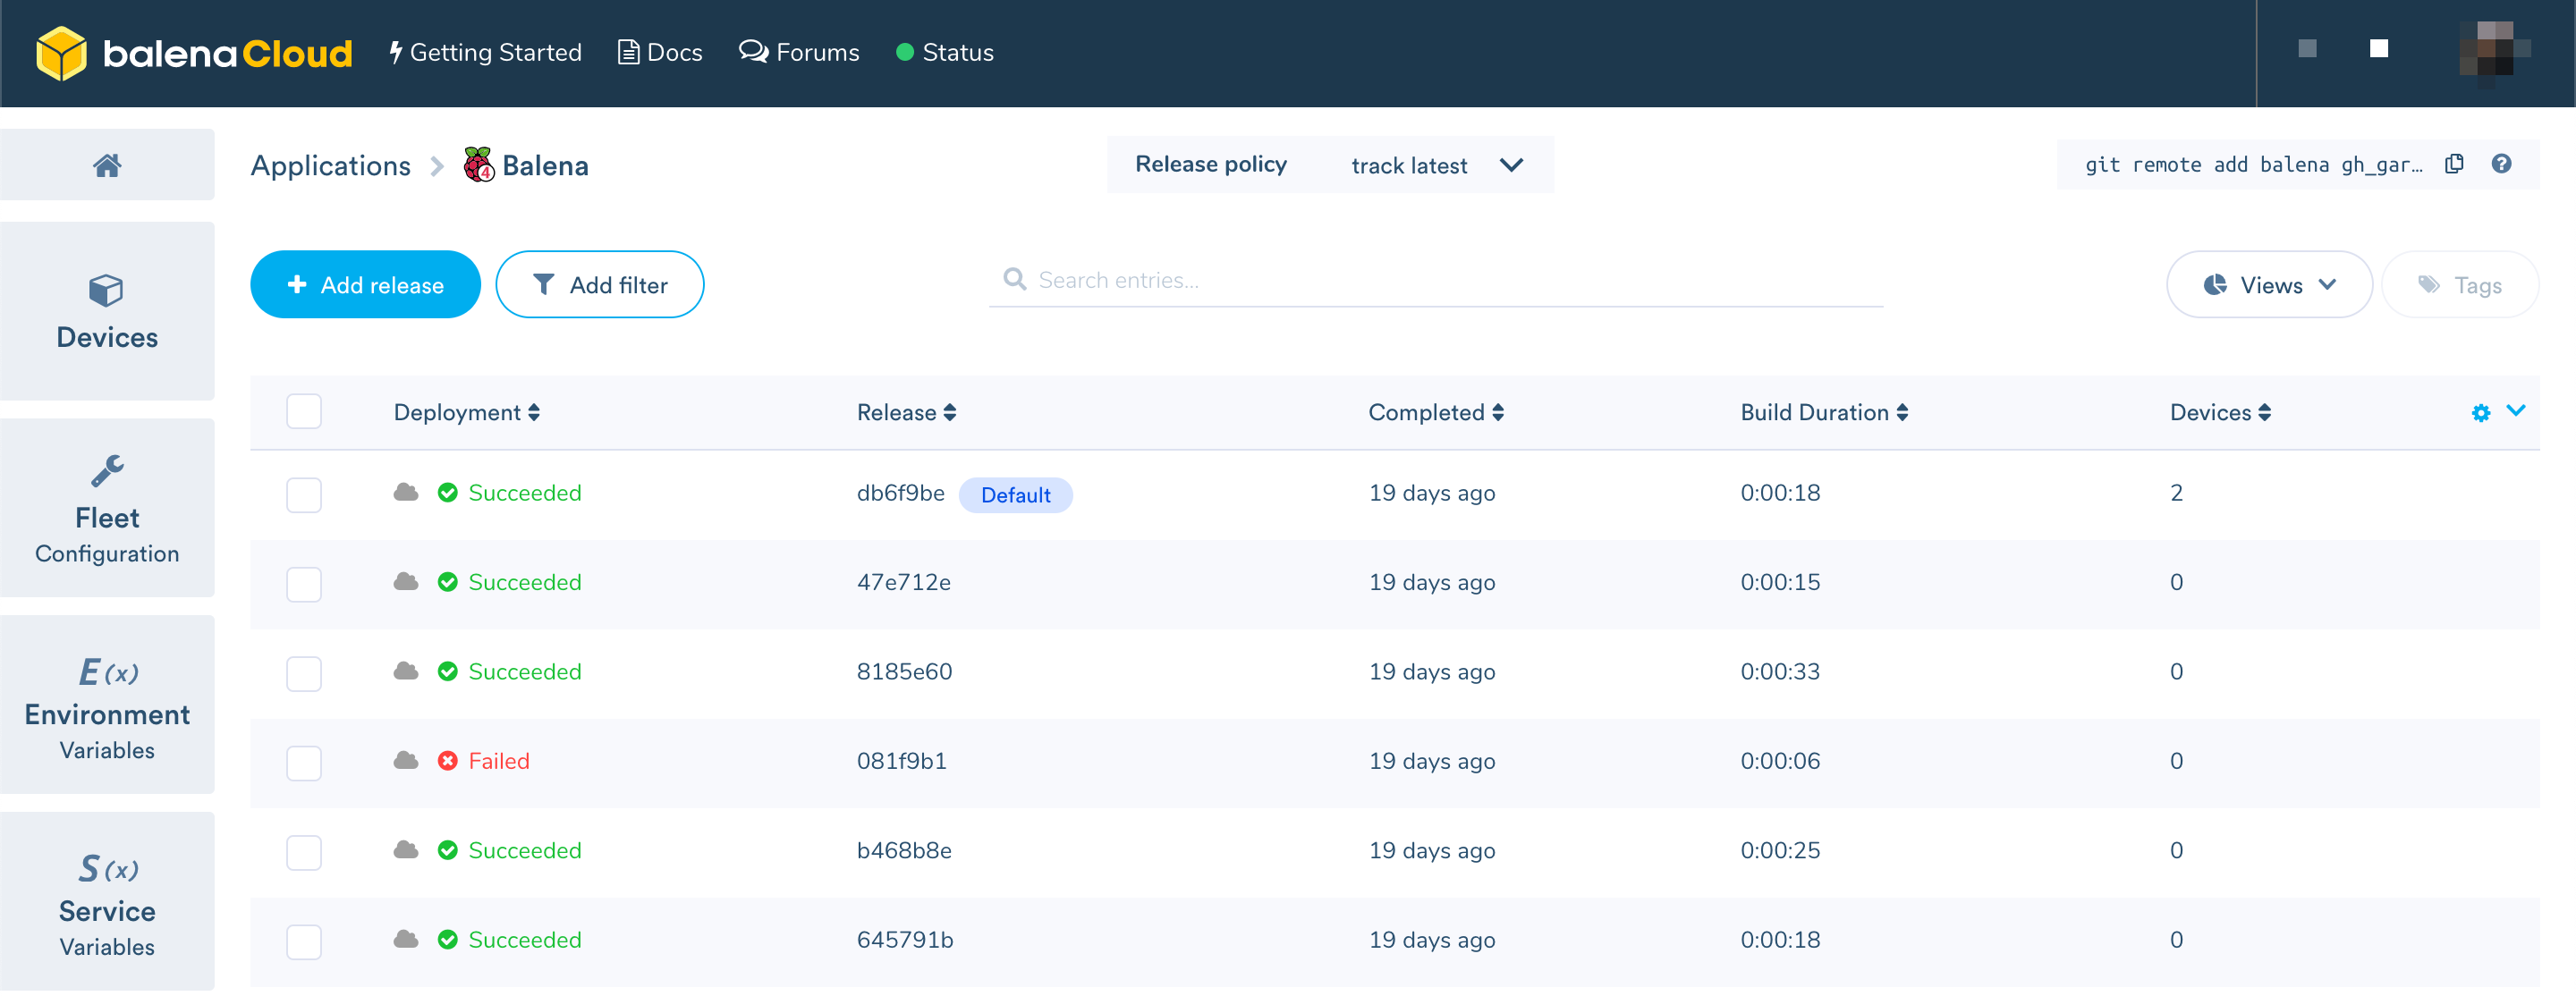 balenaCloud Getting Started Docs Forums Status
Applications Balena Release policy track latest git remote add balena gh_gar…
4
Add release Add filter Search entries... Views Tags
Devices
Fleet
Configuration
E(x)
Environment
Variables
S(x)
Service
Variables
Deployment Release Completed Build Duration Devices
Succeeded db6f9be Default 19 days ago 0:00:18 2
Succeeded 47e712e 19 days ago 0:00:15 0
Succeeded 8185e60 19 days ago 0:00:33 0
Failed 081f9b1 19 days ago 0:00:06 0
Succeeded b468b8e 19 days ago 0:00:25 0
Succeeded 645791b 19 days ago 0:00:18 0